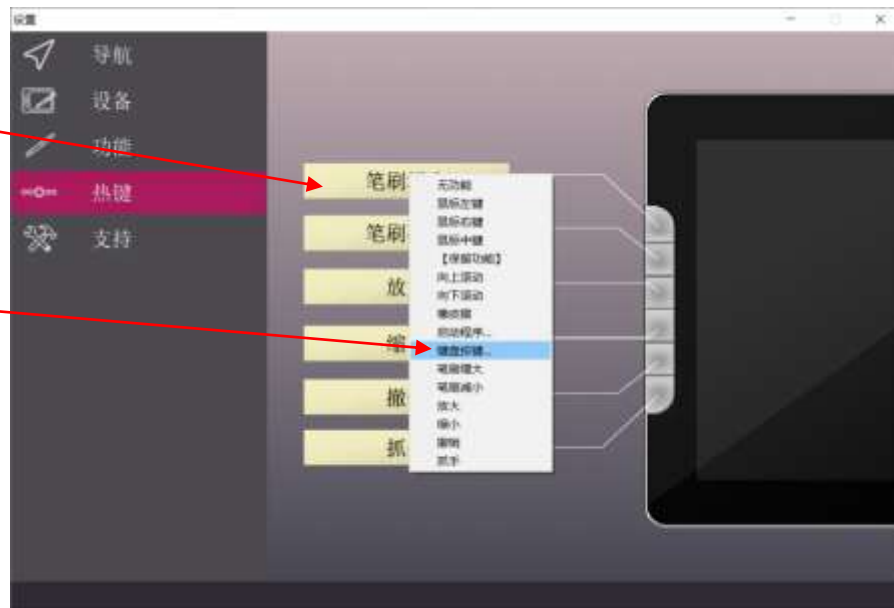 设置
导航
设备
功能
热键
支持
笔刷
笔刷
放
缩
撤
抓
无功能
鼠标左键
鼠标右键
鼠标中键
【保留功能】
向上滚动
向下滚动
橡皮擦
启动程序...
键盘按键...
笔刷增大
笔刷减小
放大
缩小
撤销
抓手